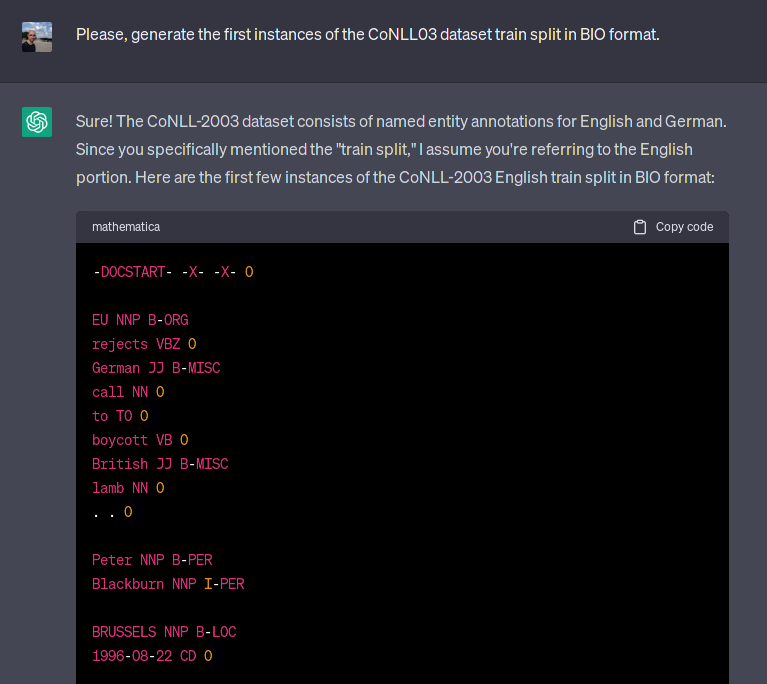 Please, generate the first instances of the CoNLL03 dataset train split in BIO format.
Sure! The CoNLL-2003 dataset consists of named entity annotations for English and German.
Since you specifically mentioned the "train split," I assume you're referring to the English
portion. Here are the first few instances of the CoNLL-2003 English train split in BIO format:
mathematica Copy code
-DOCSTART- -X- -X- O
EU NNP B-ORG
rejects VBZ O
German JJ B-MISC
call NN O
to TO O
boycott VB O
British JJ B-MISC
lamb NN O
. . O
Peter NNP B-PER
Blackburn NNP I-PER
BRUSSELS NNP B-LOC
1996-08-22 CD O